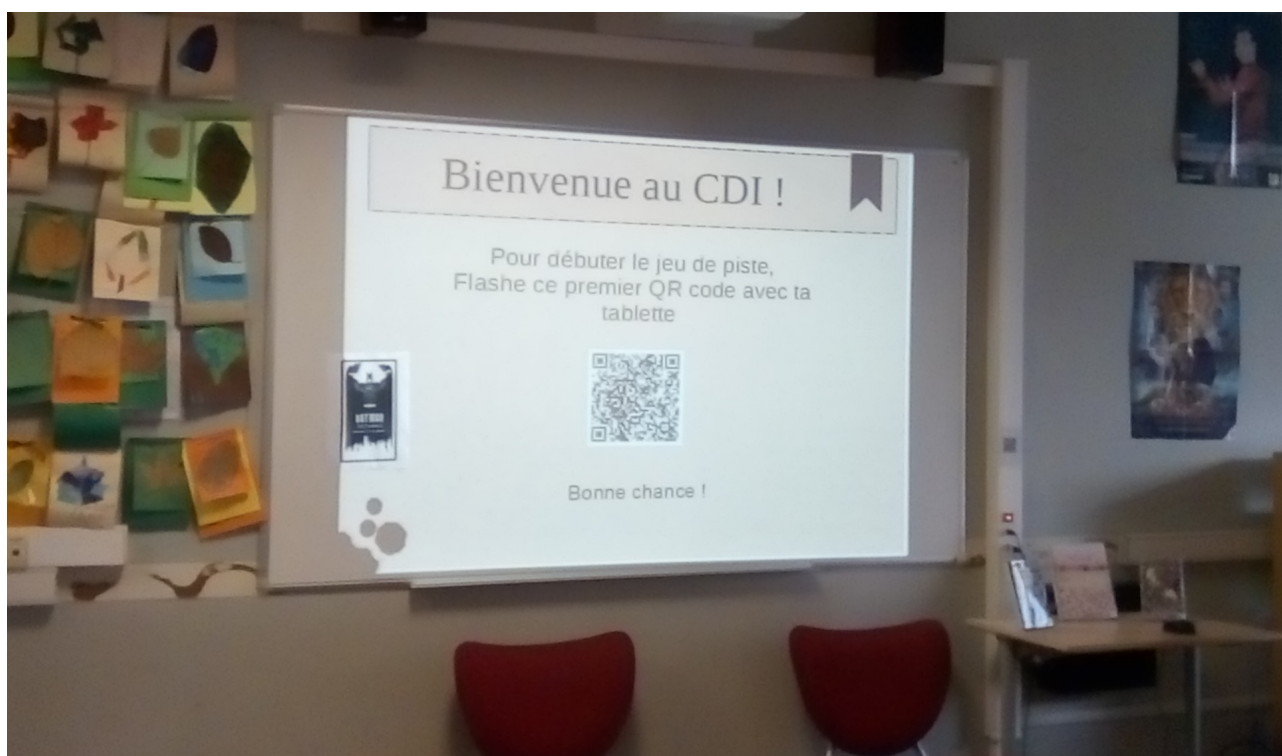 Bienvenue au CDI !
Pour débuter le jeu de piste,
Flashe ce premier QR code avec ta
tablette
Bonne chance !